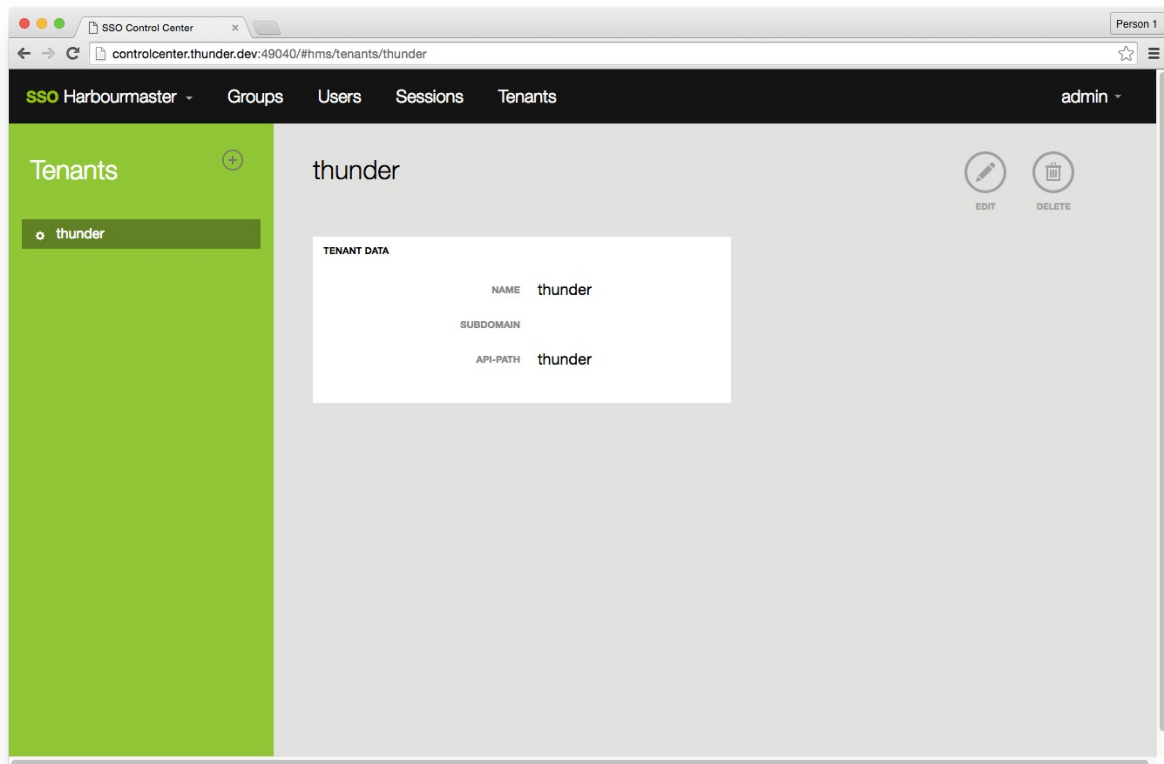 SSO Control Center
Person 1
controlcenter.thunder.dev:49040/#hms/tenants/thunder
SSO Harbourmaster Groups Users Sessions Tenants admin
Tenants
thunder
thunder
EDIT DELETE
TENANT DATA
NAME thunder
SUBDOMAIN
API-PATH thunder